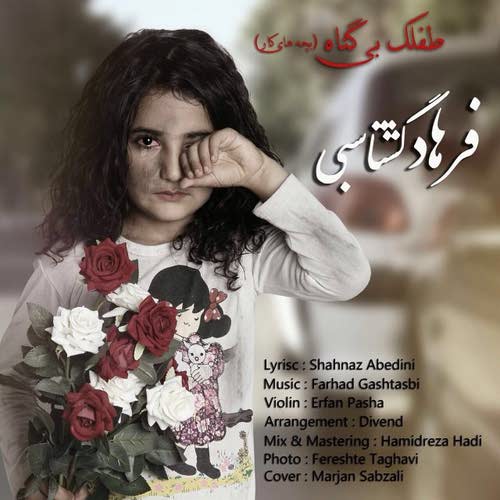 طفلک بی گناه (بچه های کار)
فرهاد گشتاسبی
Lyrisc : Shahnaz Abedini
Music : Farhad Gashtasbi
Violin : Erfan Pasha
Arrangement : Divend
Mix & Mastering : Hamidreza Hadi
Photo : Fereshte Taghavi
Cover : Marjan Sabzali